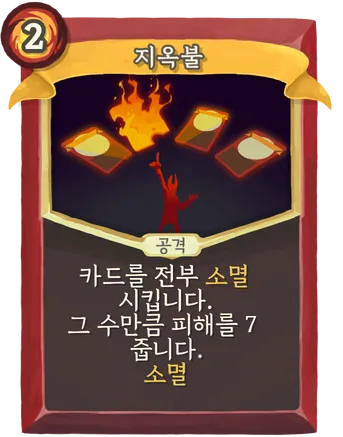 2
지옥불
공격
카드를 전부 소멸
시킵니다.
그 수만큼 피해를 7
줍니다.
소멸